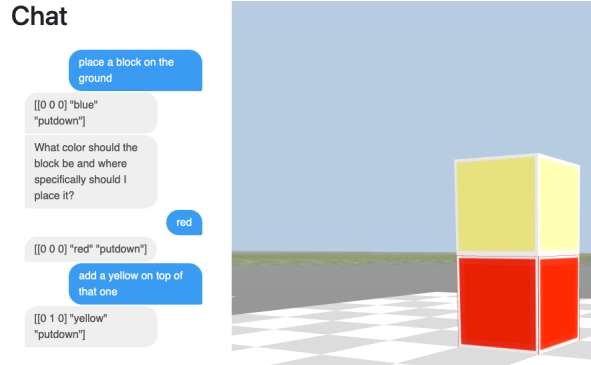 Chat
place a block on the
ground
[[0 0 0] "blue"
"putdown"]
What color should the
block be and where
specifically should I
place it?
red
[[0 0 0] "red" "putdown"]
add a yellow on top of
that one
[[0 1 0] "yellow"
"putdown"]